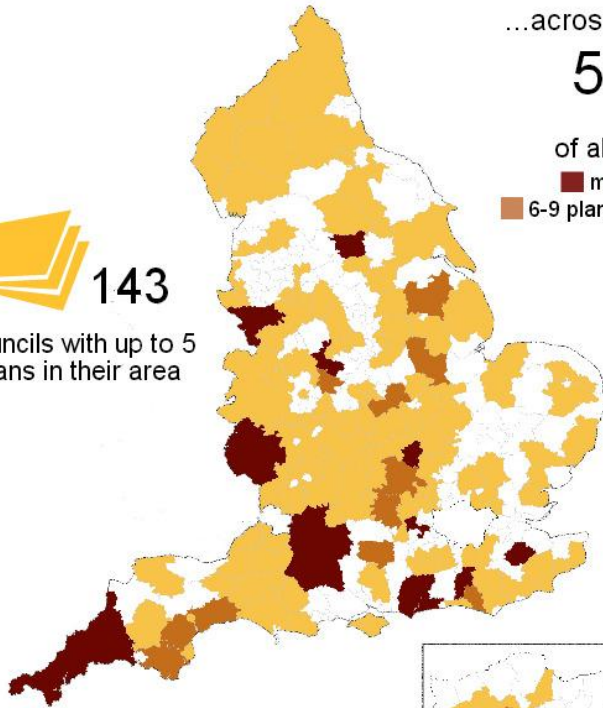 ...acros
5
of al
m
6-9 plan
143
uncils with up to 5
ans in their area